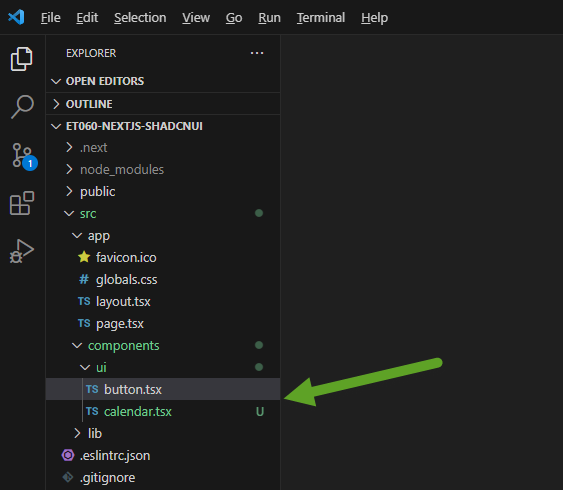 File Edit View Go Run Terminal Help
EXPLORER
OPEN EDITORS
OUTLINE
ET060-NEXTJS-SHADCNUI
.next
node_modules
public
src
app
favicon.ico
# globals.css
TS layout.tsx
TS page.tsx
components
ui
TS button.tsx
TS calendar.tsx U
lib
.eslintrc.json
.gitignore
1